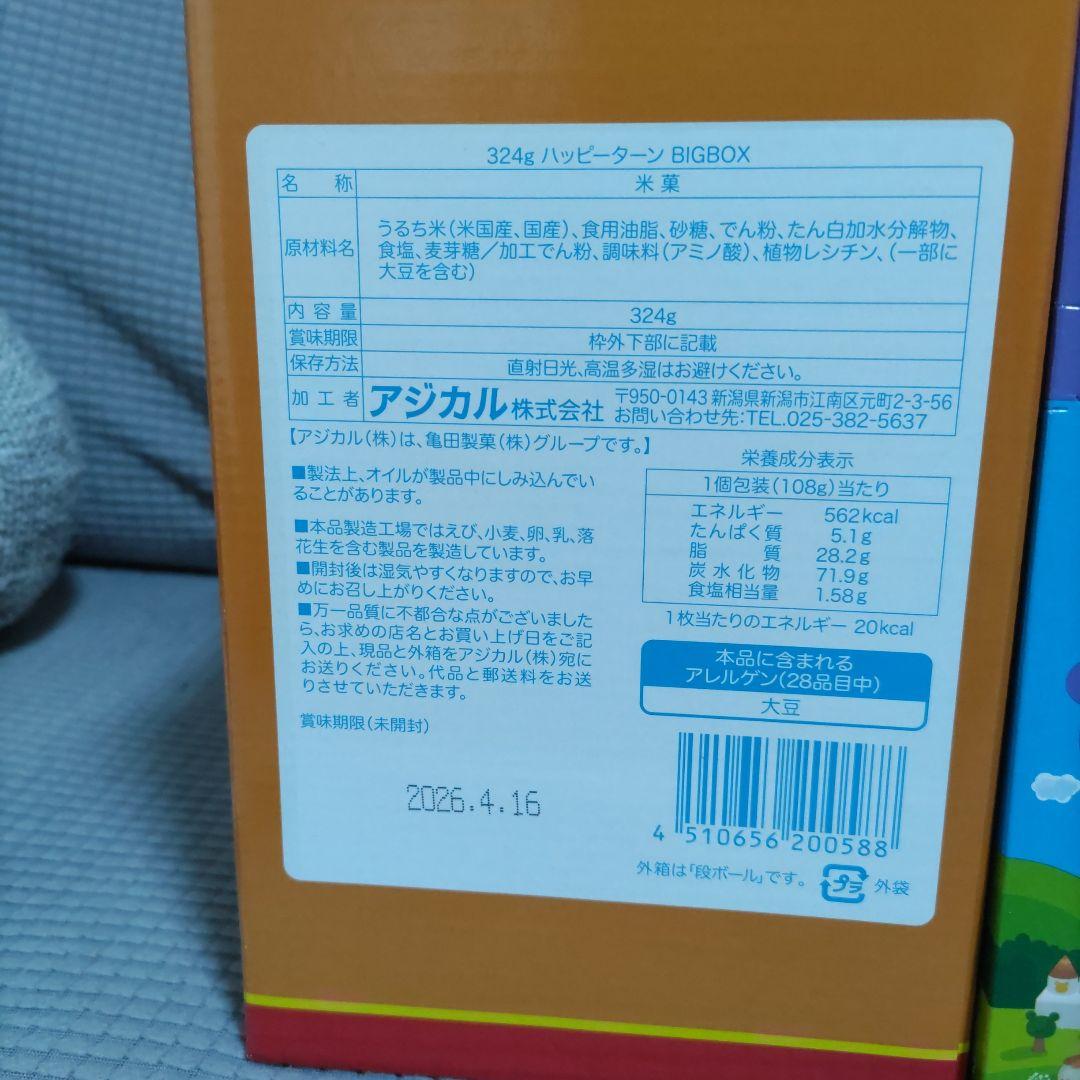 324g ハッピーターン BIGBOX
名 称 米菓
原材料名 うるち米(米国産、国産)、食用油脂、砂糖、でん粉、たん白加水分解物、
食塩、麦芽糖/加工でん粉、調味料(アミノ酸)、植物レシチン、(一部に
大豆を含む)
内容量 324g
賞味期限 枠外下部に記載
保存方法 直射日光、高温多湿はお避けください。
加工者 アジカル株式会社 〒950-0143 新潟県新潟市江南区元町2-3-56
お問い合わせ先:TEL.025-382-5637
【アジカル(株)は、亀田製菓(株)グループです。】
■製法上、オイルが製品中にしみ込んでい
ることがあります。
■本品製造工場ではえび、小麦、卵、乳、落
花生を含む製品を製造しています。
■開封後は湿気やすくなりますので、お早
めにお召し上がりください。
■万一品質に不都合な点がございました
ら、お求めの店名とお買い上げ日をご記
入の上、現品と外箱をアジカル(株)宛に
お送りください。代品と郵送料をお送
りさせていただきます。
賞味期限(未開封)
2026.4.16
栄養成分表示
1個包装(108g)当たり
エネルギー 562kcal
たんぱく質 5.1g
脂質 28.2g
炭水化物 71.9g
食塩相当量 1.58g
1枚当たりのエネルギー 20kcal
本品に含まれる
アレルゲン(28品目中)
大豆
4 510656 200588
外箱は「段ボール」です。 プラ 外袋